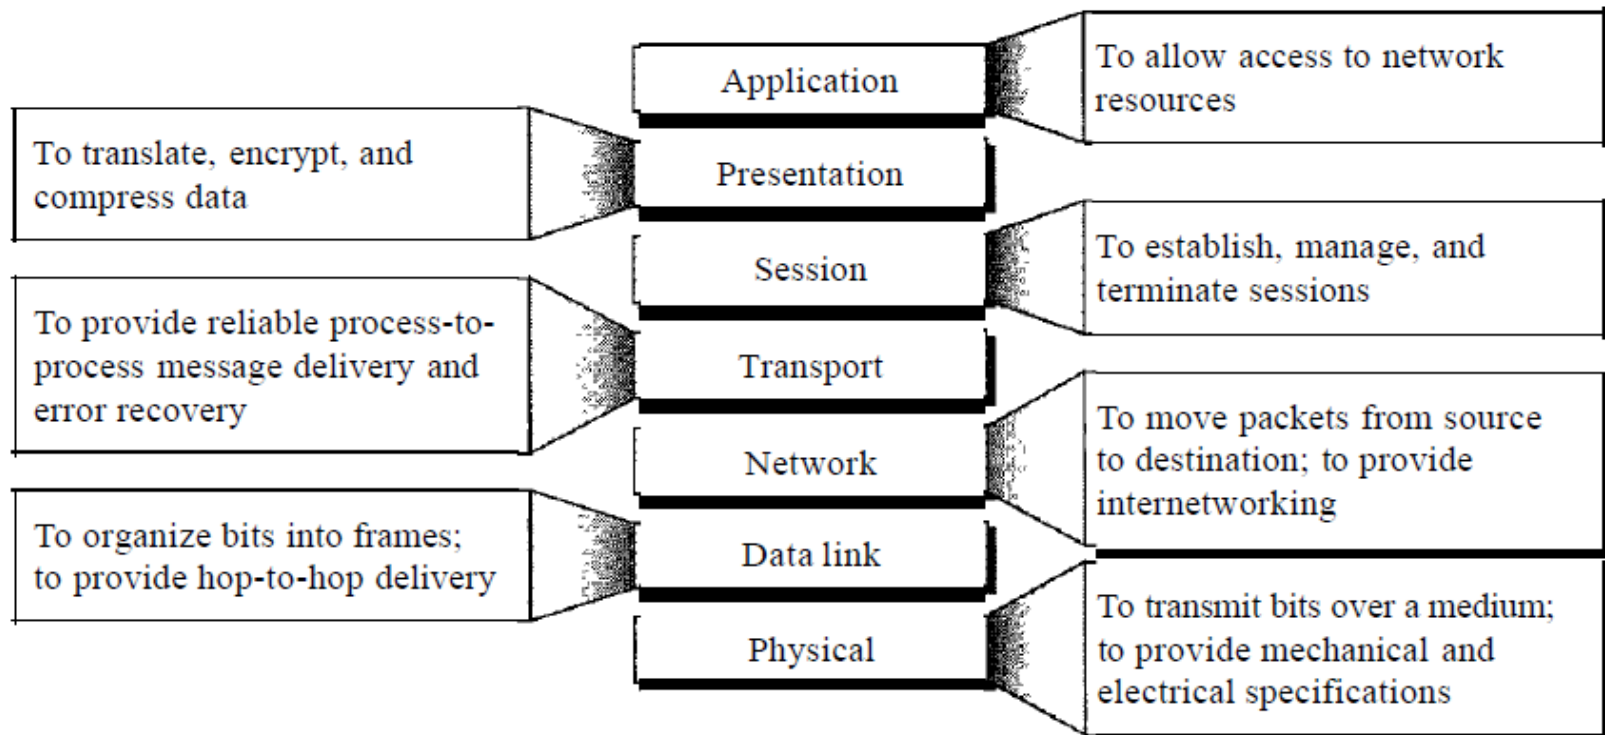 Application
To allow access to network
resources
To translate, encrypt, and
compress data
Presentation
Session
To establish, manage, and
terminate sessions
To provide reliable process-to-
process message delivery and
error recovery
Transport
Network
To move packets from source
to destination; to provide
internetworking
To organize bits into frames;
to provide hop-to-hop delivery
Data link
Physical
To transmit bits over a medium;
to provide mechanical and
electrical specifications